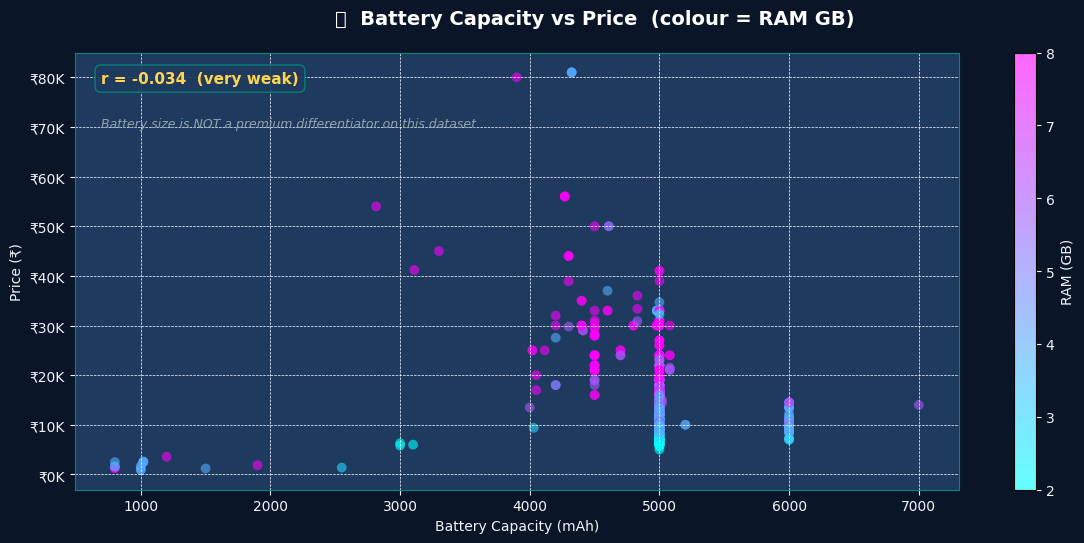 Battery Capacity vs Price (colour = RAM GB)
r = -0.034 (very weak)
Battery size is NOT a premium differentiator on this dataset
₹80K
₹70K
₹60K
₹50K
₹40K
₹30K
₹20K
₹10K
₹0K
Price (₹)
1000 2000 3000 4000 5000 6000 7000
Battery Capacity (mAh)
8
7
6
5
4
3
2
RAM (GB)